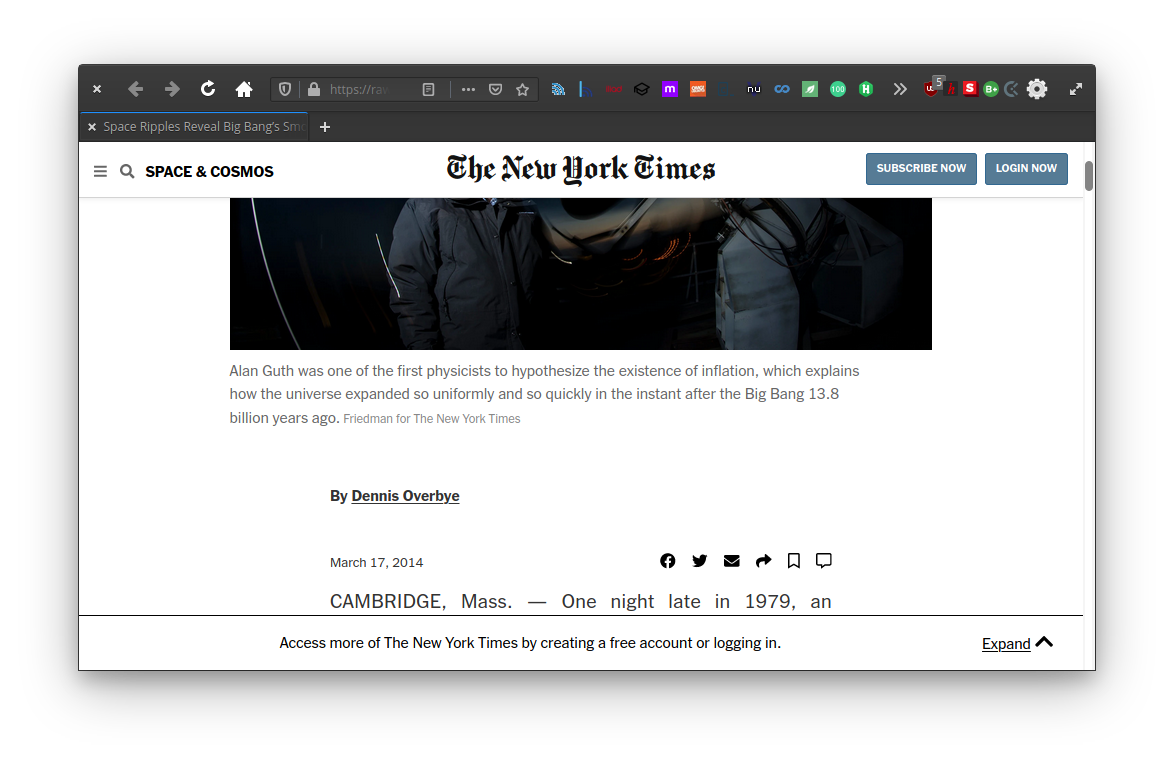 https://raw
5
m
nu
100
H
S
B+
Space Ripples Reveal Big Bang's Smo
SPACE & COSMOS
The New York Times
SUBSCRIBE NOW
LOGIN NOW
Alan Guth was one of the first physicists to hypothesize the existence of inflation, which explains
how the universe expanded so uniformly and so quickly in the instant after the Big Bang 13.8
billion years ago. Friedman for The New York Times
By Dennis Overbye
March 17, 2014
CAMBRIDGE, Mass. — One night late in 1979, an
Access more of The New York Times by creating a free account or logging in.
Expand